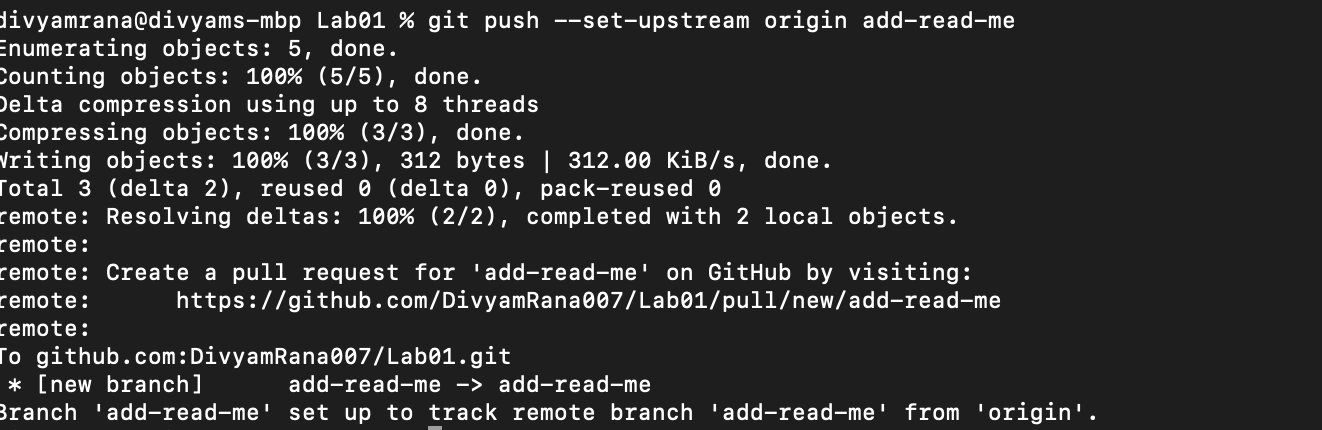 divyamrana@divyams-mbp Lab01 % git push --set-upstream origin add-read-me
Enumerating objects: 5, done.
Counting objects: 100% (5/5), done.
Delta compression using up to 8 threads
Compressing objects: 100% (3/3), done.
Writing objects: 100% (3/3), 312 bytes | 312.00 KiB/s, done.
Total 3 (delta 2), reused 0 (delta 0), pack-reused 0
remote: Resolving deltas: 100% (2/2), completed with 2 local objects.
remote:
remote: Create a pull request for 'add-read-me' on GitHub by visiting:
remote:      https://github.com/DivyamRana007/Lab01/pull/new/add-read-me
remote:
To github.com:DivyamRana007/Lab01.git
 * [new branch]      add-read-me -> add-read-me
Branch 'add-read-me' set up to track remote branch 'add-read-me' from 'origin'.